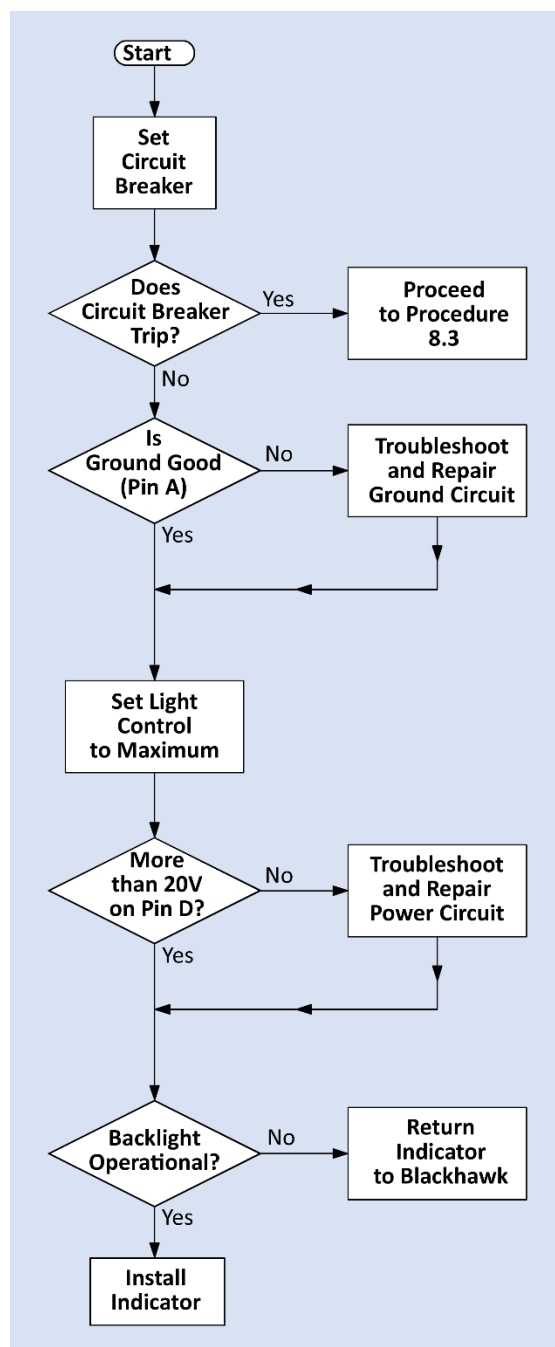 Start
Set
Circuit
Breaker
Does
Circuit Breaker
Trip?
Yes
Proceed
to Procedure
8.3
No
Is
Ground Good
(Pin A)
No
Troubleshoot
and Repair
Ground Circuit
Yes
Set Light
Control
to Maximum
More
than 20V
on Pin D?
No
Troubleshoot
and Repair
Power Circuit
Yes
Backlight
Operational?
No
Return
Indicator
to Blackhawk
Yes
Install
Indicator